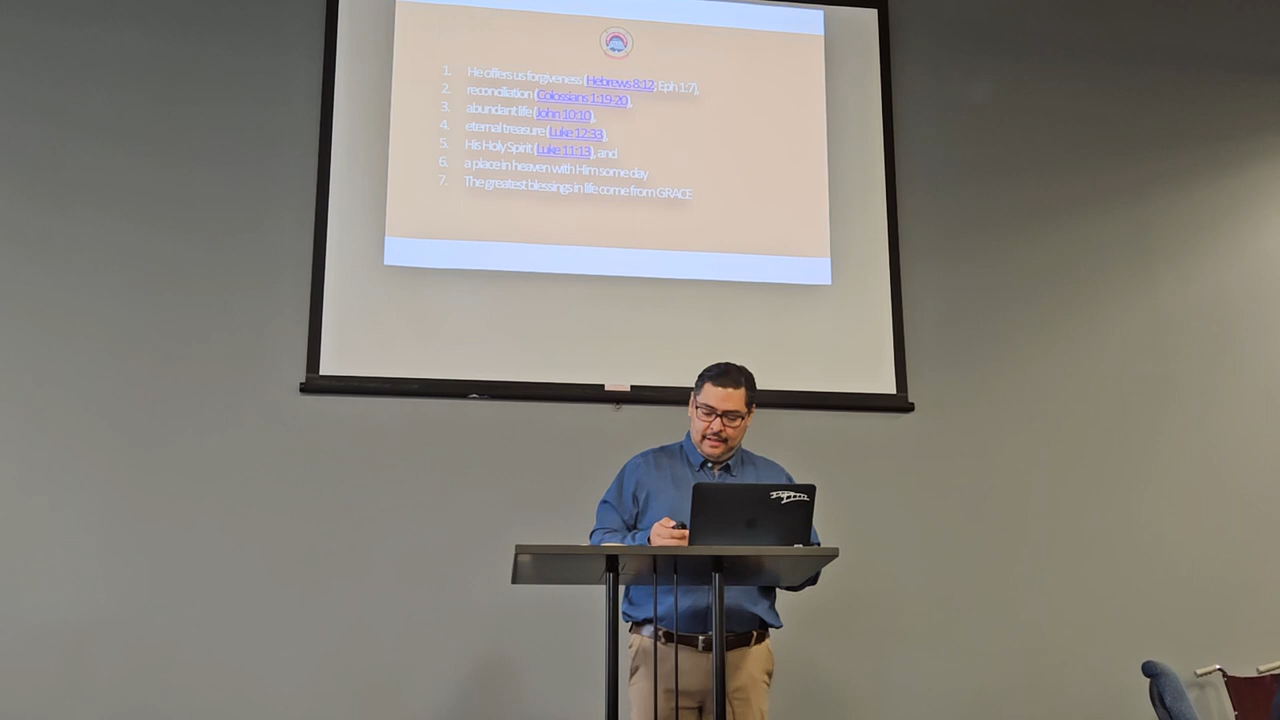 1. He offers us forgiveness (Hebrews 8:12, Eph 1:7),
2. reconciliation (Colossians 1:19-20),
3. abundant life (John 10:10),
4. eternal treasure (Luke 12:33),
5. His Holy Spirit (Luke 11:13), and
6. a place in heaven with Him some day
7. The greatest blessings in life come from GRACE